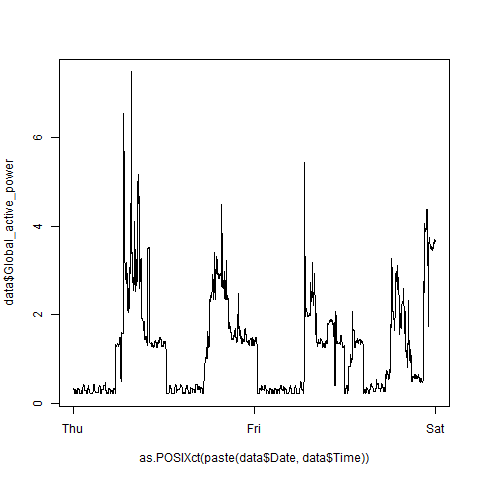 data$Global_active_power
6
4
2
0
Thu Fri Sat
as.POSIXct(paste(data$Date, data$Time))